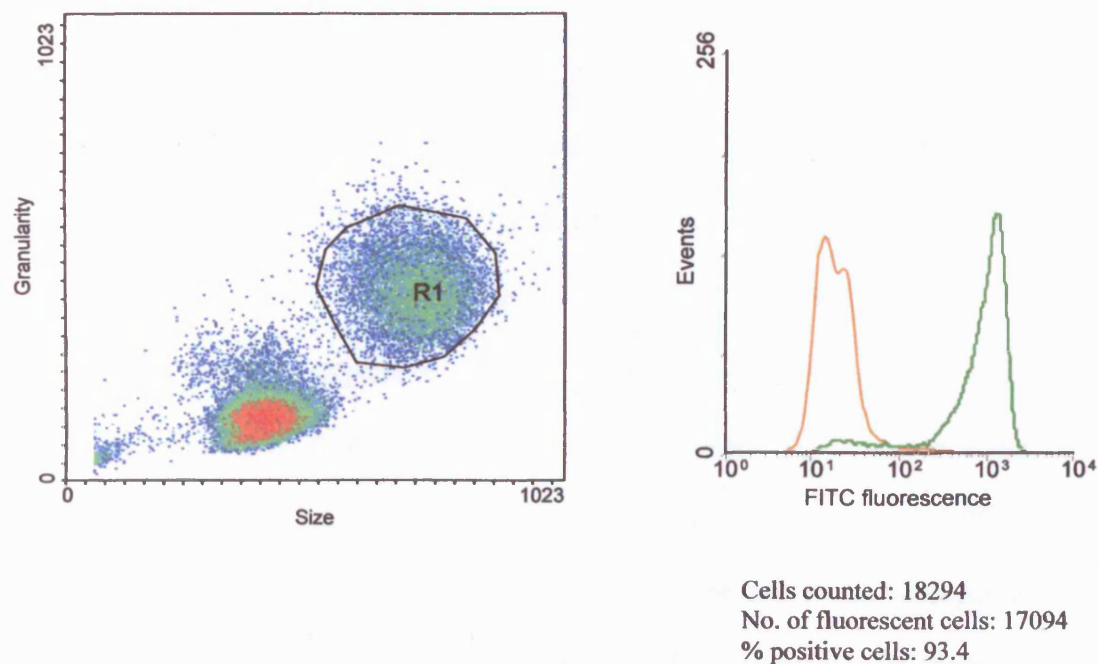 1023
Granularity
0
R1
0
1023
Size
256
Events
0
10⁰
10¹
10²
10³
10⁴
FITC fluorescence
Cells counted: 18294
No. of fluorescent cells: 17094
% positive cells: 93.4